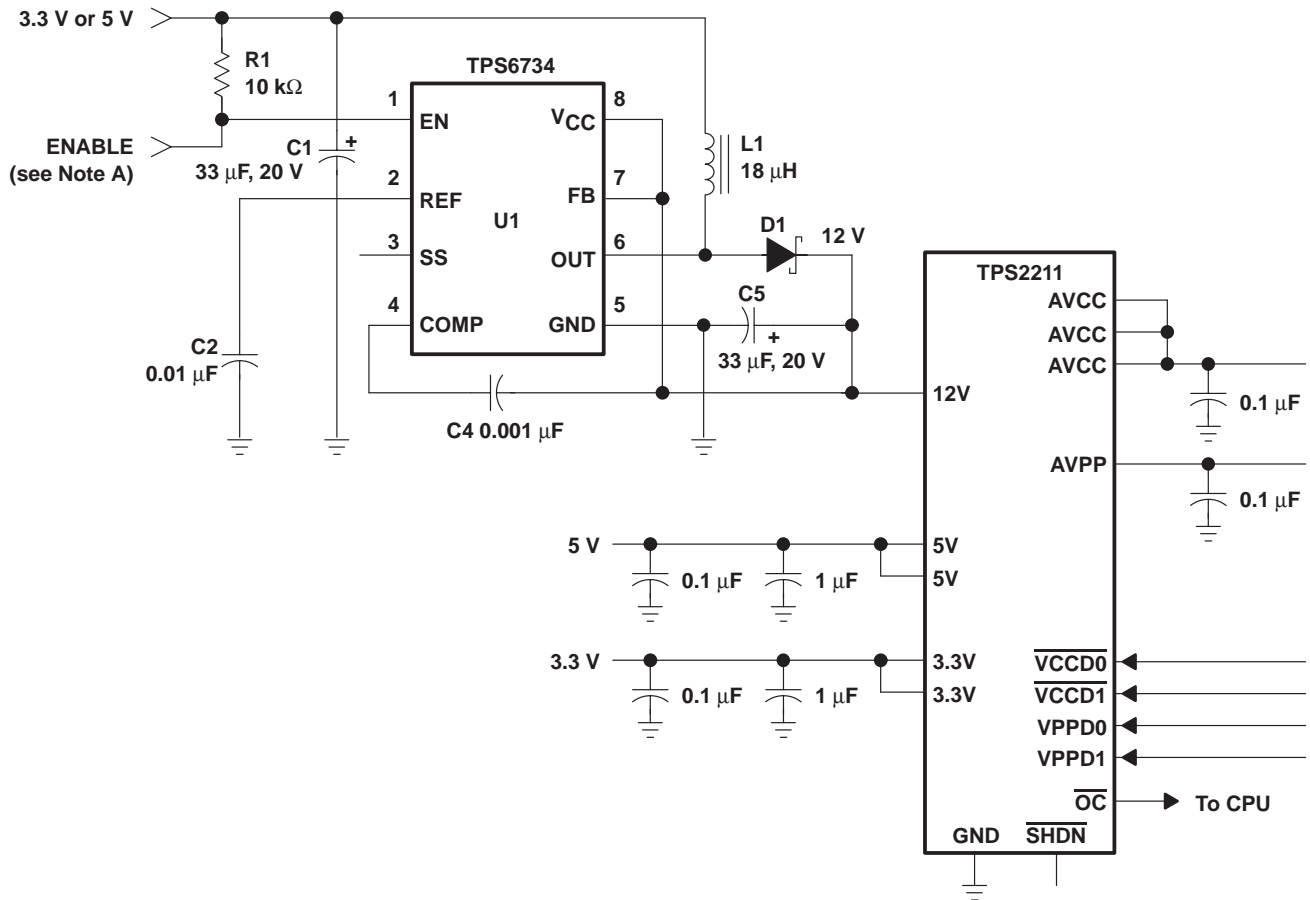 3.3 V or 5 V
R1
10 kΩ
ENABLE
(see Note A)
C1
+
33 μF, 20 V
C2
0.01 μF
TPS6734
1
EN
2
REF
3
SS
4
COMP
U1
8
VCC
7
FB
6
OUT
5
GND
C4 0.001 μF
L1
18 μH
D1
12 V
C5
+
33 μF, 20 V
TPS2211
AVCC
AVCC
AVCC
0.1 μF
12V
AVPP
0.1 μF
5 V
0.1 μF
1 μF
5V
5V
3.3 V
0.1 μF
1 μF
3.3V
3.3V
VCCD0
VCCD1
VPPD0
VPPD1
OC
To CPU
GND
SHDN